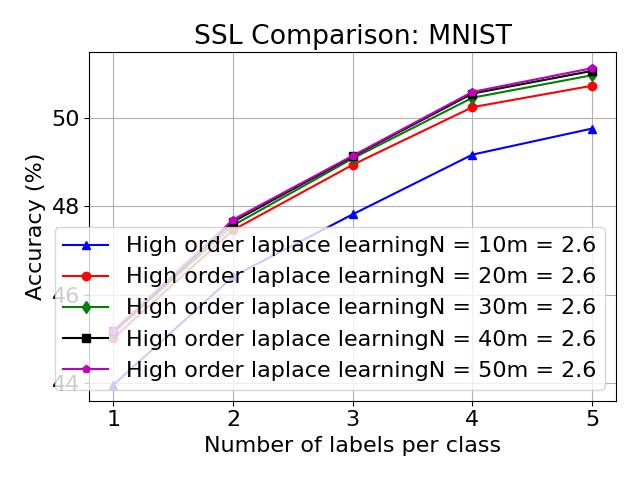 SSL Comparison: MNIST
Accuracy (%)
50
48
46
44
High order laplace learningN = 10m = 2.6
High order laplace learningN = 20m = 2.6
High order laplace learningN = 30m = 2.6
High order laplace learningN = 40m = 2.6
High order laplace learningN = 50m = 2.6
1 2 3 4 5
Number of labels per class